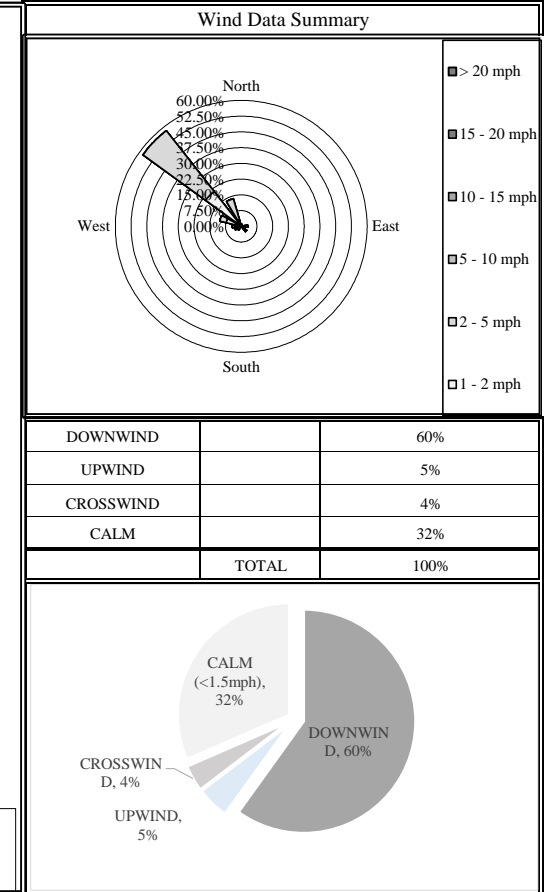 Wind Data Summary
North
60.00%
52.50%
45.00%
37.50%
30.00%
22.50%
15.00%
7.50%
0.00%
West
East
South
> 20 mph
15 - 20 mph
10 - 15 mph
5 - 10 mph
2 - 5 mph
1 - 2 mph
DOWNWIND 60%
UPWIND 5%
CROSSWIND 4%
CALM 32%
TOTAL 100%
CALM
(<1.5mph),
32%
DOWNWIN
D, 60%
CROSSWIN
D, 4%
UPWIND,
5%